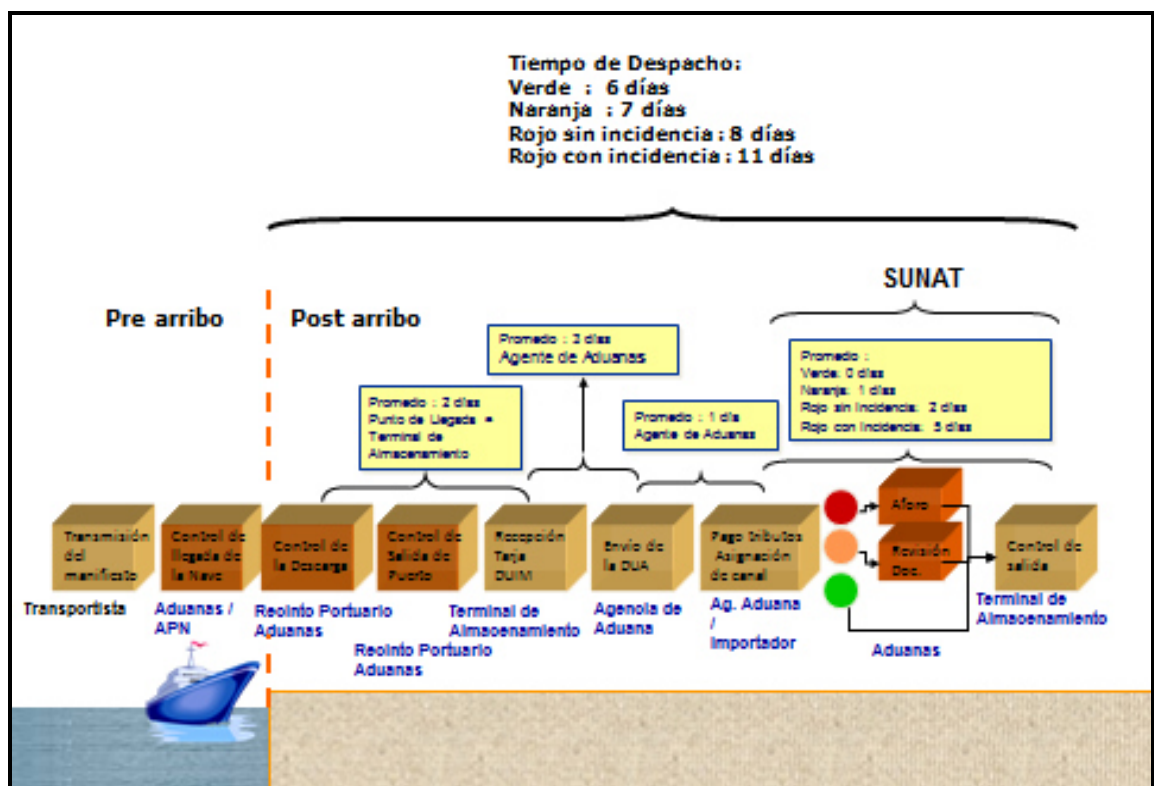 Tiempo de Despacho:
Verde : 6 días
Naranja : 7 días
Rojo sin incidencia : 8 días
Rojo con incidencia : 11 días
SUNAT
Pre arribo
Post arribo
Promedio : 3 días
Agente de Aduanas
Promedio :
Verde: 0 días
Naranja: 1 días
Rojo sin Incidencia: 2 días
Rojo con Incidencia: 5 días
Promedio : 2 días
Punto de Llegada -
Terminal de
Almacenamiento
Promedio : 1 día
Agente de Aduanas
Transmisión
del
manifiesto
Control de
llegada de
la Nave
Control de
la Descarga
Control de
Salida de
Puerto
Recepción
Tarja
DUIM
Envío de
la DUA
Pago tributos
Asignación
de canal
Aforo
Revisión
Doc.
Control de
salida
Transportista
Aduanas /
APN
Recinto Portuario
Aduanas
Recinto Portuario
Aduanas
Terminal de
Almacenamiento
Agencia de
Aduana
Ag. Aduana
/
Importador
Aduanas
Terminal de
Almacenamiento